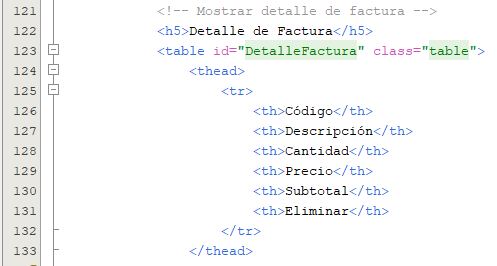 121 <!-- Mostrar detalle de factura -->
122 <h5>Detalle de Factura</h5>
123 <table id="DetalleFactura" class="table">
124 <thead>
125 <tr>
126 <th>Código</th>
127 <th>Descripción</th>
128 <th>Cantidad</th>
129 <th>Precio</th>
130 <th>Subtotal</th>
131 <th>Eliminar</th>
132 </tr>
133 </thead>